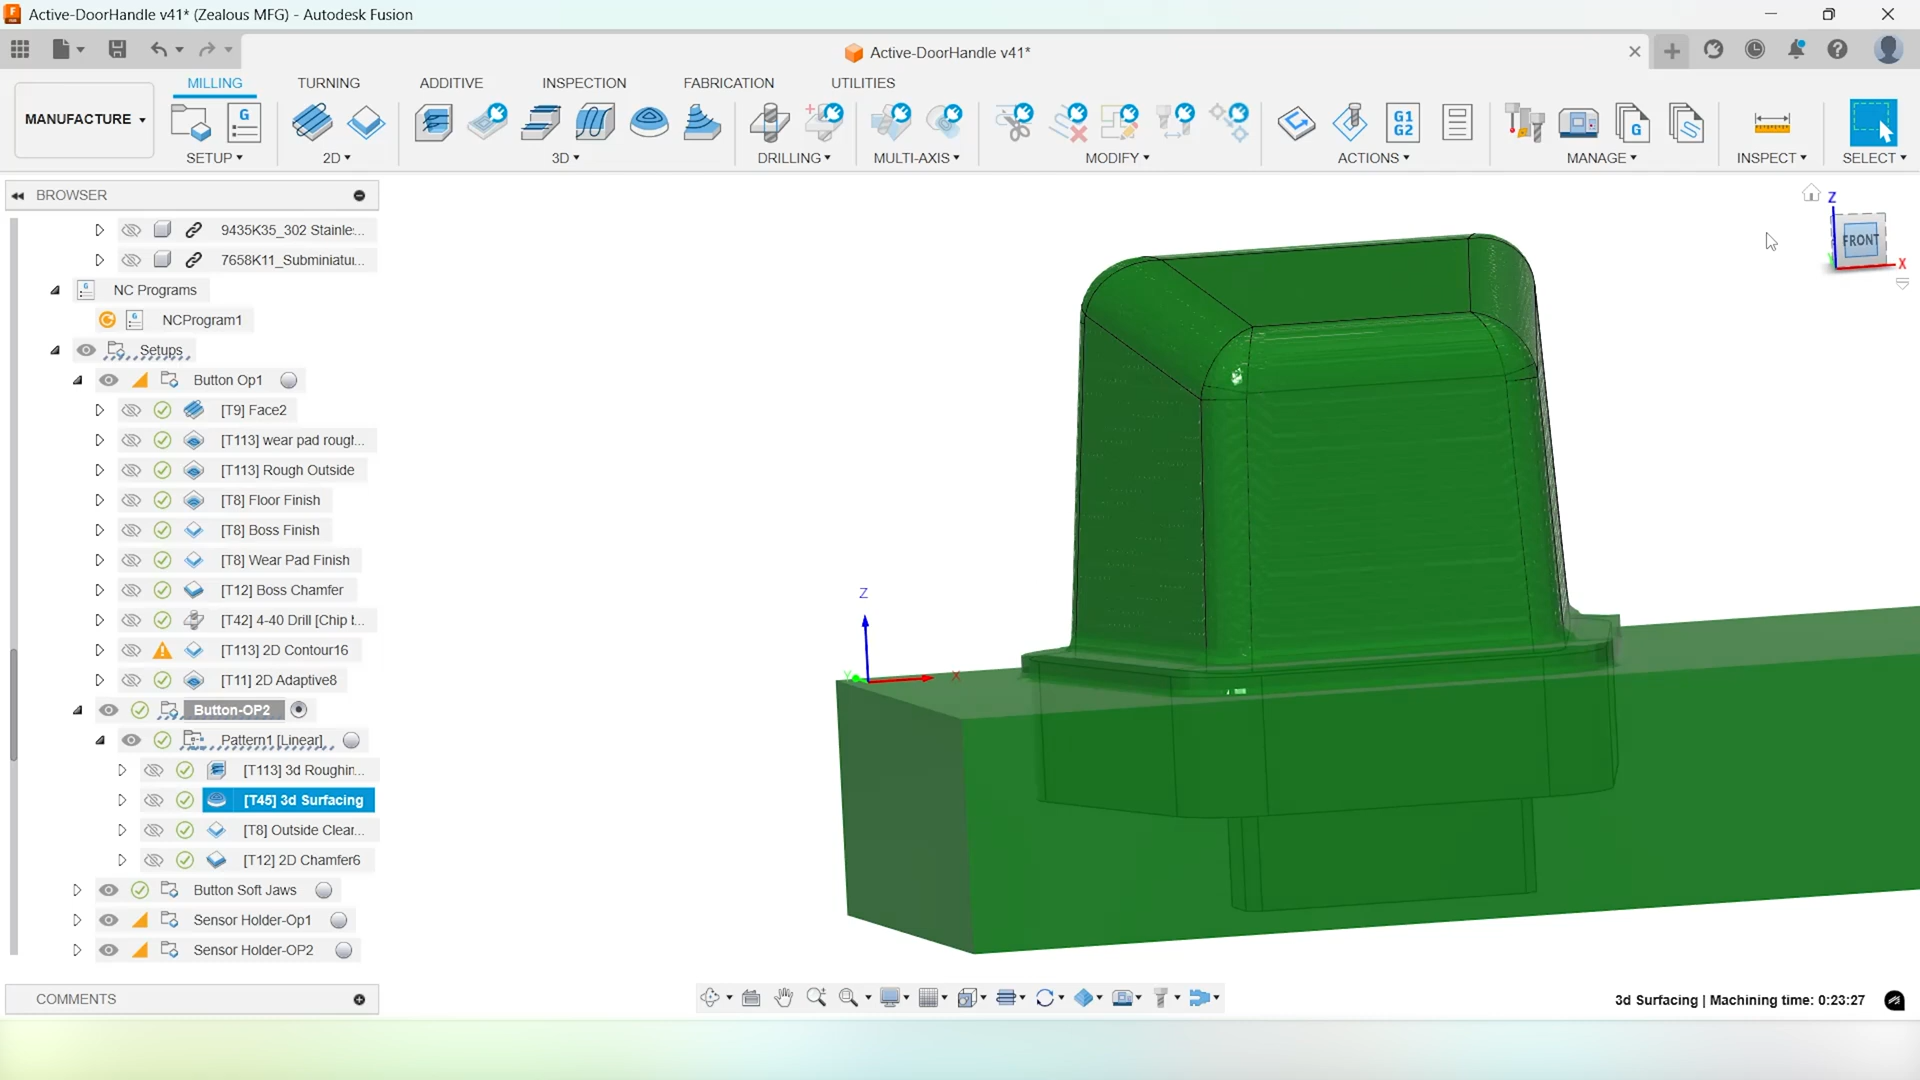 Active-DoorHandle v41* (Zealous MFG) - Autodesk Fusion
Active-DoorHandle v41*
MANUFACTURE
MILLING
TURNING
ADDITIVE
INSPECTION
FABRICATION
UTILITIES
G
G1
G2
G
SETUP
2D
3D
DRILLING
MULTI-AXIS
MODIFY
ACTIONS
MANAGE
INSPECT
SELECT
BROWSER
9435K35_302 Stainle...
7658K11_Subminiatu...
NC Programs
NCProgram1
Setups
Button Op1
[T9] Face2
[T113] wear pad rough...
[T113] Rough Outside
[T8] Floor Finish
[T8] Boss Finish
[T8] Wear Pad Finish
[T12] Boss Chamfer
[T42] 4-40 Drill [Chip b...
[T113] 2D Contour16
[T11] 2D Adaptive8
Button-OP2
Pattern1 [Linear]
[T113] 3d Roughin...
[T45] 3d Surfacing
[T8] Outside Clear...
[T12] 2D Chamfer6
Button Soft Jaws
Sensor Holder-Op1
Sensor Holder-OP2
COMMENTS
Z
FRONT
X
Z
Y
X
3d Surfacing | Machining time: 0:23:27